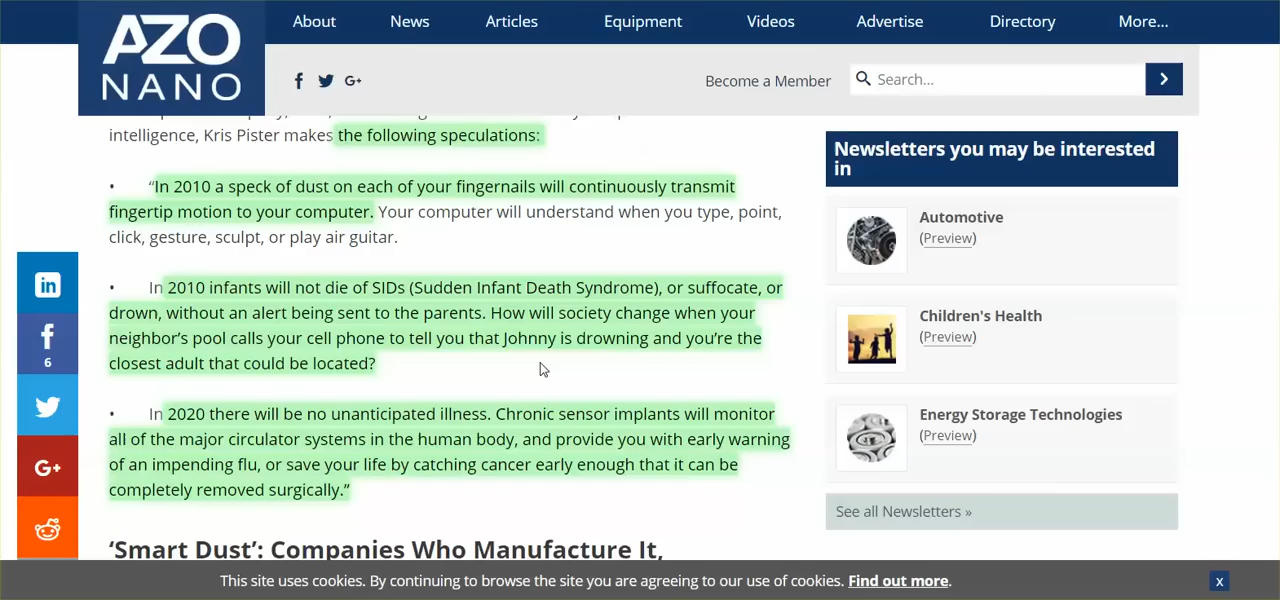 AZO
NANO
About
News
Articles
Equipment
Videos
Advertise
Directory
More...
f
G+
Become a Member
Search...
intelligence, Kris Pister makes the following speculations:
• “In 2010 a speck of dust on each of your fingernails will continuously transmit
fingertip motion to your computer. Your computer will understand when you type, point,
click, gesture, sculpt, or play air guitar.
• In 2010 infants will not die of SIDs (Sudden Infant Death Syndrome), or suffocate, or
drown, without an alert being sent to the parents. How will society change when your
neighbor’s pool calls your cell phone to tell you that Johnny is drowning and you’re the
closest adult that could be located?
• In 2020 there will be no unanticipated illness. Chronic sensor implants will monitor
all of the major circulator systems in the human body, and provide you with early warning
of an impending flu, or save your life by catching cancer early enough that it can be
completely removed surgically.”
‘Smart Dust’: Companies Who Manufacture It,
in
f
6
G+
Newsletters you may be interested
in
Automotive
(Preview)
Children's Health
(Preview)
Energy Storage Technologies
(Preview)
See all Newsletters »
This site uses cookies. By continuing to browse the site you are agreeing to our use of cookies. Find out more.
x